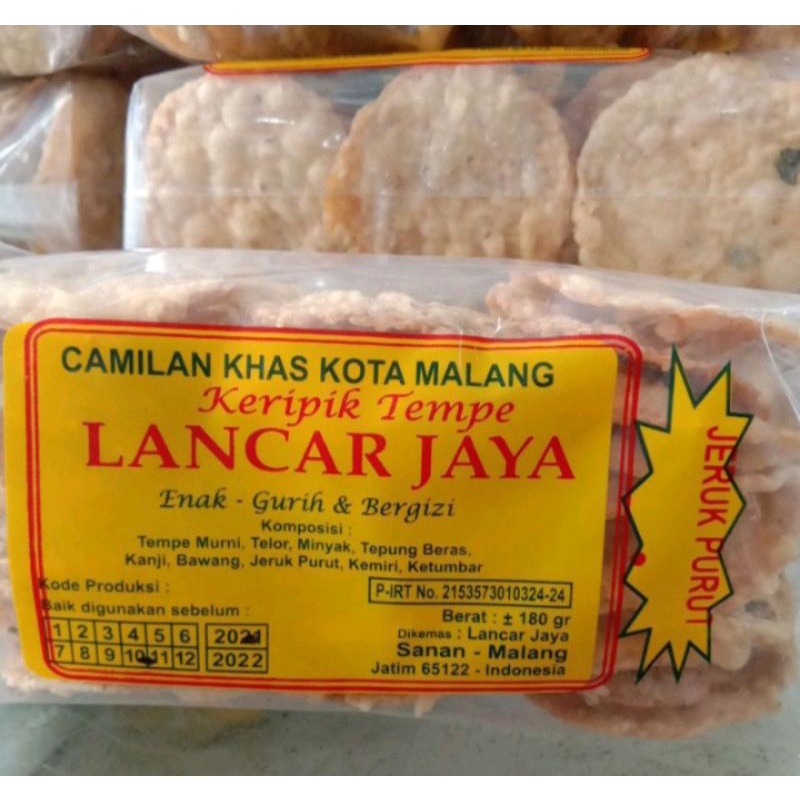 CAMILAN KHAS KOTA MALANG
Keripik Tempe
LANCAR JAYA
Enak - Gurih & Bergizi
Komposisi :
Tempe Murni, Telor, Minyak, Tepung Beras,
Kanji, Bawang, Jeruk Purut, Kemiri, Ketumbar
Kode Produksi :
Baik digunakan sebelum :
1 2 3 4 5 6 2021
7 8 9 10 11 12 2022
P-IRT No. 2153573010324-24
Berat : ± 180 gr
Dikemas : Lancar Jaya
Sanan - Malang
Jatim 65122 - Indonesia
JERUK PURUT